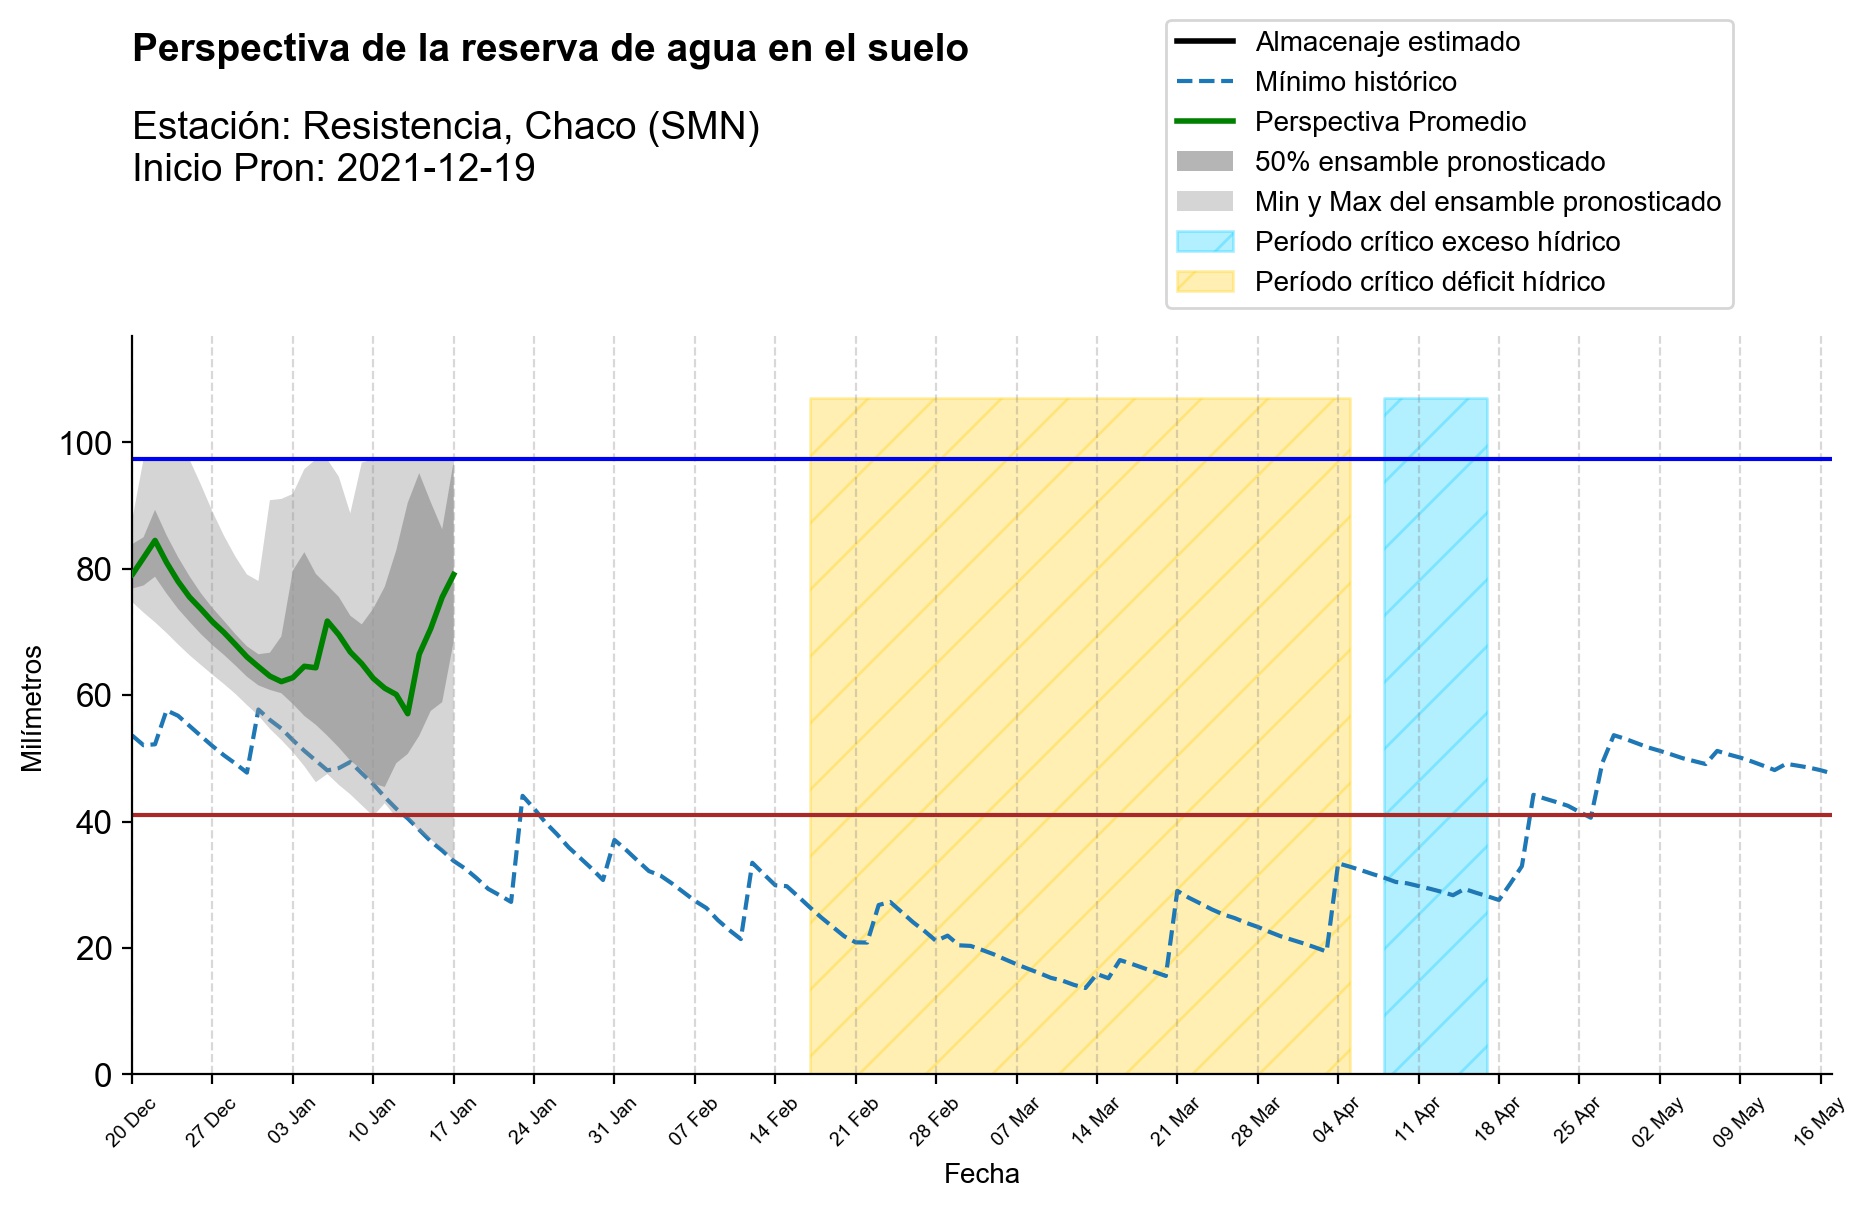 Perspectiva de la reserva de agua en el suelo
Estación: Resistencia, Chaco (SMN)
Inicio Pron: 2021-12-19
Almacenaje estimado
Mínimo histórico
Perspectiva Promedio
50% ensamble pronosticado
Min y Max del ensamble pronosticado
Período crítico exceso hídrico
Período crítico déficit hídrico
100
80
60
40
20
0
Milímetros
20 Dec
27 Dec
03 Jan
10 Jan
17 Jan
24 Jan
31 Jan
07 Feb
14 Feb
21 Feb
28 Feb
07 Mar
14 Mar
21 Mar
28 Mar
04 Apr
11 Apr
18 Apr
25 Apr
02 May
09 May
16 May
Fecha